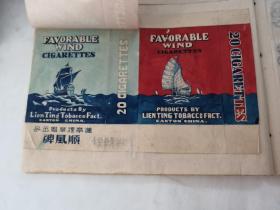 FAVORABLE
WIND
CIGARETTES
Products By
Lien Ting Tobacco Fact.
CANTON CHINA.
20 CIGARETTES
FAVORABLE
WIND
CIGARETTES
PRODUCTS BY
LIEN TING TOBACCO FACT.
CANTON CHINA.
20 CIGARETTES
順風牌